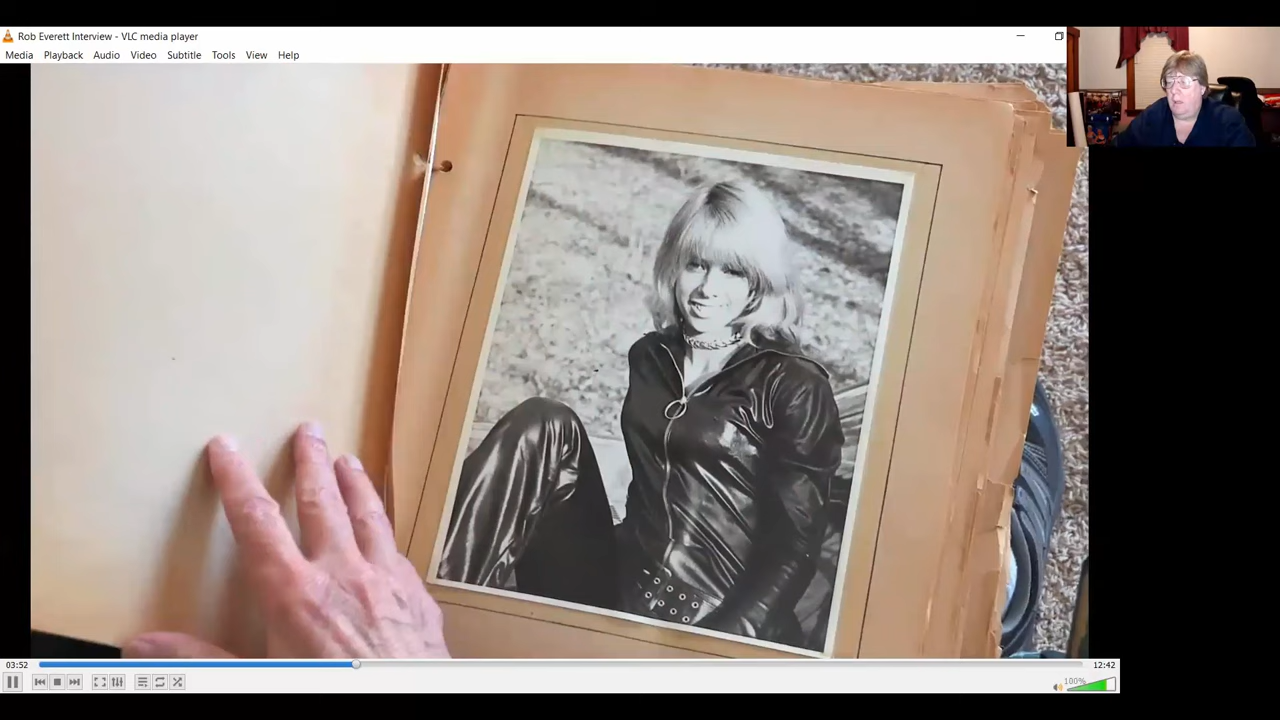 Rob Everett Interview - VLC media player
Media Playback Audio Video Subtitle Tools View Help
03:52
12:42
100%